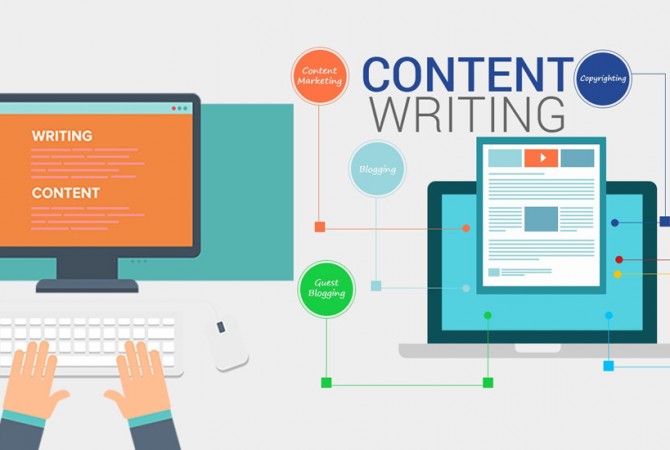 WRITING
CONTENT
Content
Marketing
CONTENT
WRITING
Copyrighting
Blogging
Guest
Blogging